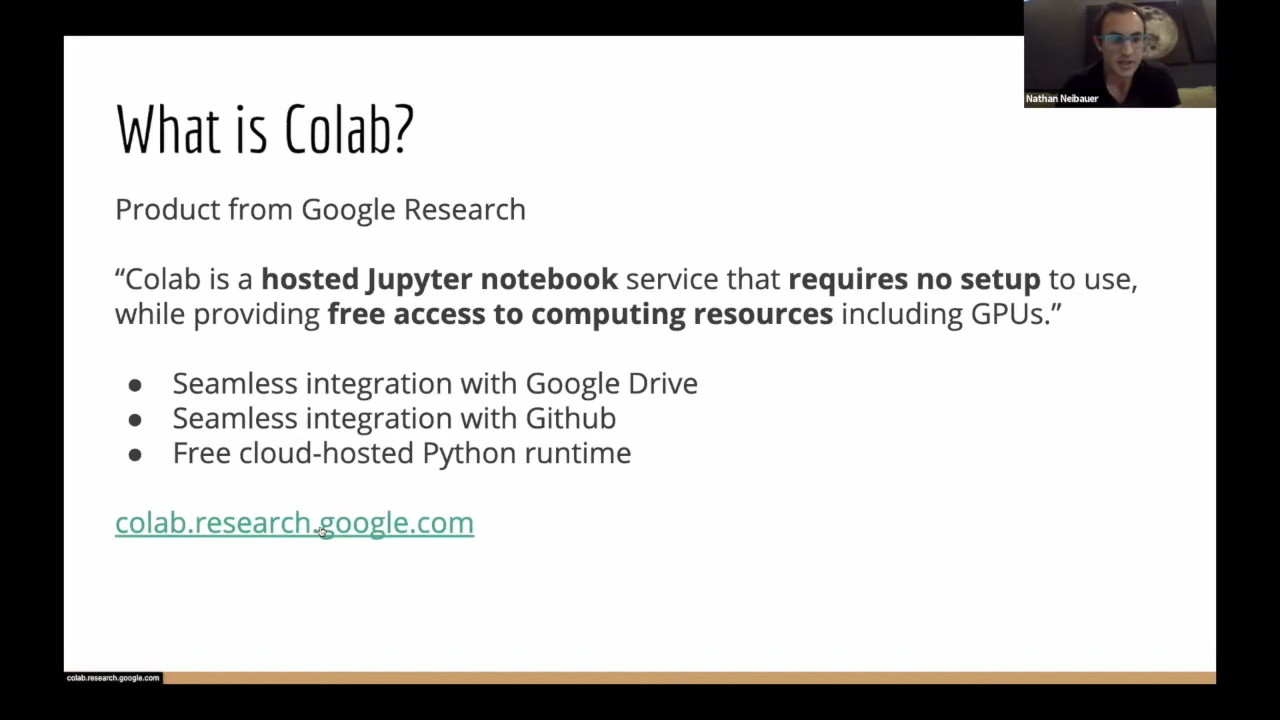 What is Colab?
Nathan Neibauer
Product from Google Research
“Colab is a hosted Jupyter notebook service that requires no setup to use,
while providing free access to computing resources including GPUs.”
● Seamless integration with Google Drive
● Seamless integration with Github
● Free cloud-hosted Python runtime
colab.research.google.com
colab.research.google.com